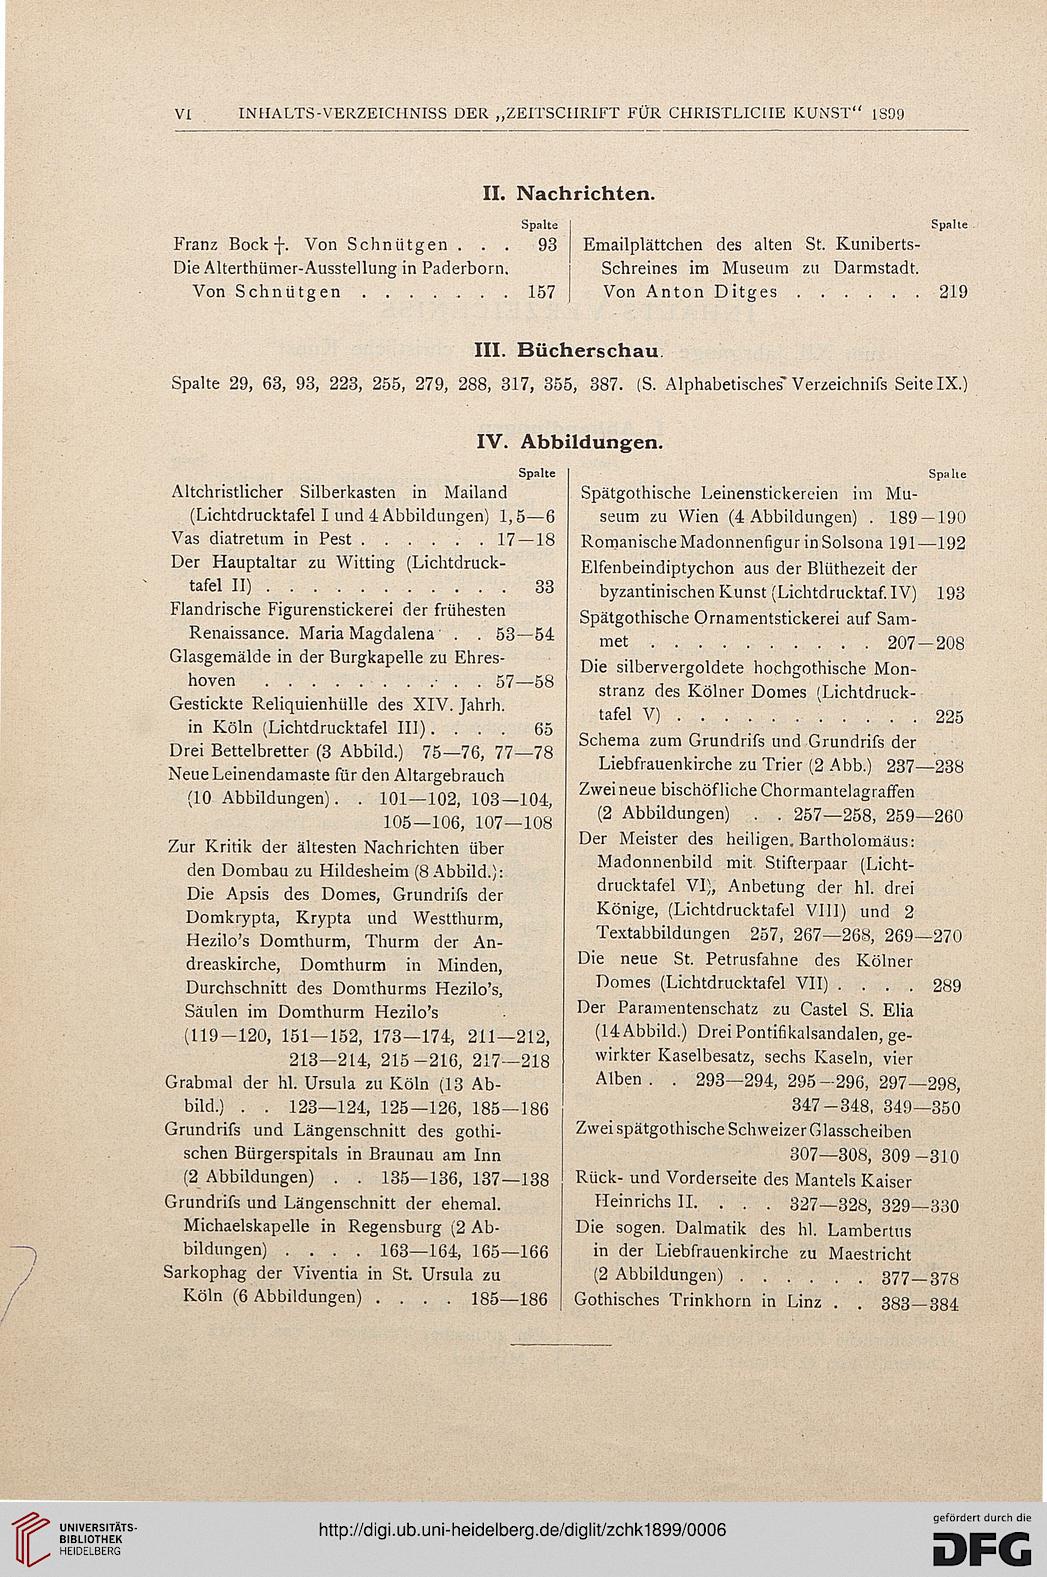 VI INHALTS-VERZEICHNISS DER „ZEITSCHRIFT FÜR CHRISTLICHE KUNST“ 1899
II. Nachrichten.
Spalte
Franz Bock †. Von Schnütgen . . . 93
Die Alterthümer-Ausstellung in Paderborn.
Von Schnütgen . . . . . . . 157
Spalte
Emailplättchen des alten St. Kuniberts-
Schreines im Museum zu Darmstadt.
Von Anton Ditges . . . . . . 219
III. Bücherschau.
Spalte 29, 63, 93, 223, 255, 279, 288, 317, 355, 387. (S. Alphabetisches Verzeichniſs Seite IX.)
IV. Abbildungen.
Spalte
Altchristlicher Silberkasten in Mailand
(Lichtdrucktafel I und 4 Abbildungen) 1, 5—6
Vas diatretum in Pest . . . . . . 17—18
Der Hauptaltar zu Witting (Lichtdruck-
tafel II) . . . . . . . . . . . 33
Flandrische Figurenstickerei der frühesten
Renaissance. Maria Magdalena . . 53—54
Glasgemälde in der Burgkapelle zu Ehres-
hoven . . . . . . . . . . . 57—58
Gestickte Reliquienhülle des XIV. Jahrh.
in Köln (Lichtdrucktafel III) . . . . 65
Drei Bettelbretter (3 Abbild.) 75—76, 77—78
Neue Leinendamaste für den Altargebrauch
(10 Abbildungen) . . 101—102, 103—104,
105—106, 107—108
Zur Kritik der ältesten Nachrichten über
den Dombau zu Hildesheim (8 Abbild.):
Die Apsis des Domes, Grundriſs der
Domkrypta, Krypta und Westthurm,
Hezilo's Domthurm, Thurm der An-
dreaskirche, Domthurm in Minden,
Durchschnitt des Domthurms Hezilo's,
Säulen im Domthurm Hezilo's
(119—120, 151—152, 173—174, 211—212,
213—214, 215—216, 217—218
Grabmal der hl. Ursula zu Köln (13 Ab-
bild.) . . 123—124, 125—126, 185—186
Grundriſs und Längenschnitt des gothi-
schen Bürgerspitals in Braunau am Inn
(2 Abbildungen) . . 135—136, 137—138
Grundriſs und Längenschnitt der ehemal.
Michaelskapelle in Regensburg (2 Ab-
bildungen) . . . . 163—164, 165—166
Sarkophag der Viventia in St. Ursula zu
Köln (6 Abbildungen) . . . . 185—186
Spalte
Spätgothische Leinenstickereien im Mu-
seum zu Wien (4 Abbildungen) . 189—190
Romanische Madonnenfigur in Solsona 191—192
Elfenbeindiptychon aus der Blüthezeit der
byzantinischen Kunst (Lichtdrucktaf. IV) 193
Spätgothische Ornamentstickerei auf Sam-
met . . . . . . . . . . 207—208
Die silbervergoldete hochgothische Mon-
stranz des Kölner Domes (Lichtdruck-
tafel V) . . . . . . . . . . . 225
Schema zum Grundriſs und Grundriſs der
Liebfrauenkirche zu Trier (2 Abb.) 237—238
Zwei neue bischöfliche Chormantelagraffen
(2 Abbildungen) . . 257—258, 259—260
Der Meister des heiligen Bartholomäus:
Madonnenbild mit Stifterpaar (Licht-
drucktafel VI), Anbetung der hl. drei
Könige, (Lichtdrucktafel VIII) und 2
Textabbildungen 257, 267—268, 269—270
Die neue St. Petrusfahne des Kölner
Domes (Lichtdrucktafel VII) . . . . 289
Der Paramentenschatz zu Castel S. Elia
(14 Abbild.) Drei Pontifikalsandalen, ge-
wirkter Kaselbesatz, sechs Kaseln, vier
Alben . . 293—294, 295—296, 297—298,
347—348, 349—350
Zwei spätgothische Schweizer Glasscheiben
307—308, 309—310
Rück- und Vorderseite des Mantels Kaiser
Heinrichs II. . . . 327—328, 329—330
Die sogen. Dalmatik des hl. Lambertus
in der Liebfrauenkirche zu Maestricht
(2 Abbildungen) . . . . . . 377—378
Gothisches Trinkhorn in Linz . . 383—384
UNIVERSITÄTS-
BIBLIOTHEK
HEIDELBERG
http://digi.ub.uni-heidelberg.de/diglit/zchk1899/0006
gefördert durch die
DFG